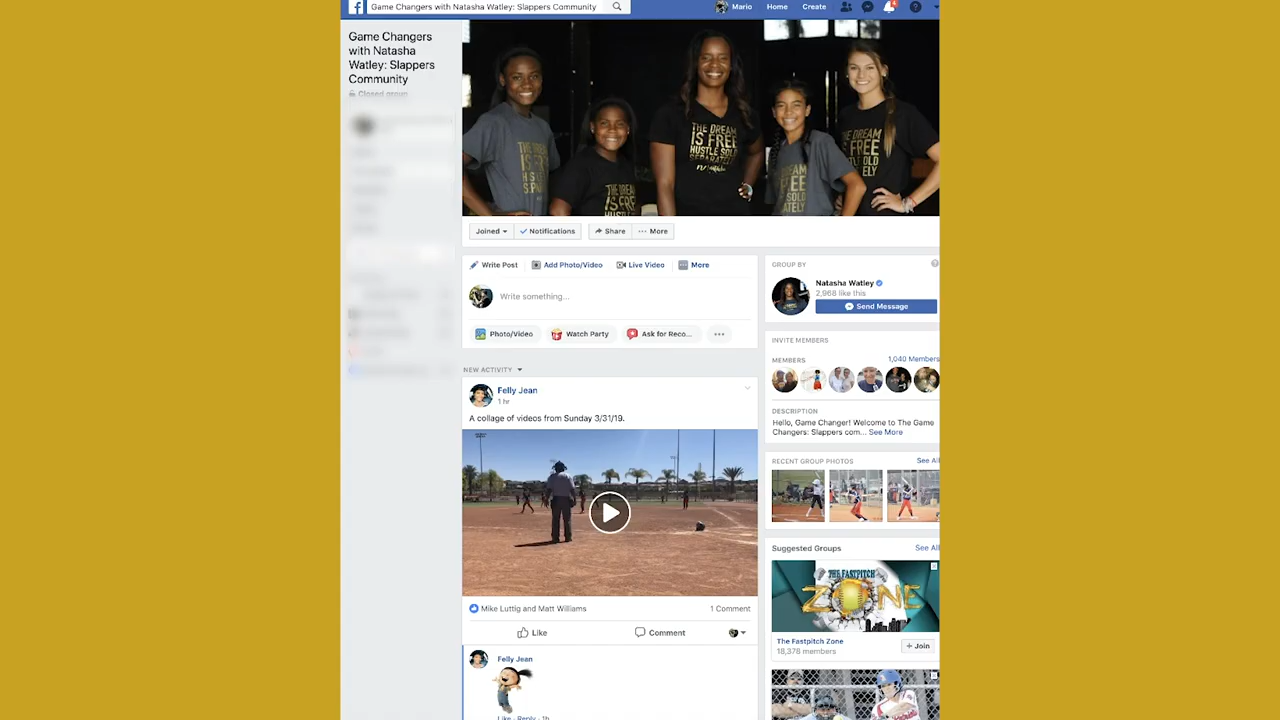 Game Changers with Natasha Watley: Slappers Community
Mario
Home
Create
Game Changers
with Natasha
Watley: Slappers
Community
Closed group
THE DREAM
IS FREE
HUSTLE SOLD
SEPARATELY
THE DREAM
FREE
Joined
Notifications
Share
More
Write Post
Add Photo/Video
Live Video
More
Write something...
Photo/Video
Watch Party
Ask for Reco...
NEW ACTIVITY
Felly Jean
1 hr
A collage of videos from Sunday 3/31/19.
Mike Luttig and Matt Williams
1 Comment
Like
Comment
Felly Jean
Like · Reply · 1h
GROUP BY
Natasha Watley
2,968 like this
Send Message
INVITE MEMBERS
MEMBERS
1,040 Members
DESCRIPTION
Hello, Game Changer! Welcome to The Game
Changers: Slappers com... See More
RECENT GROUP PHOTOS
See All
Suggested Groups
See All
THE FASTPITCH
ZONE
The Fastpitch Zone
18,378 members
+ Join